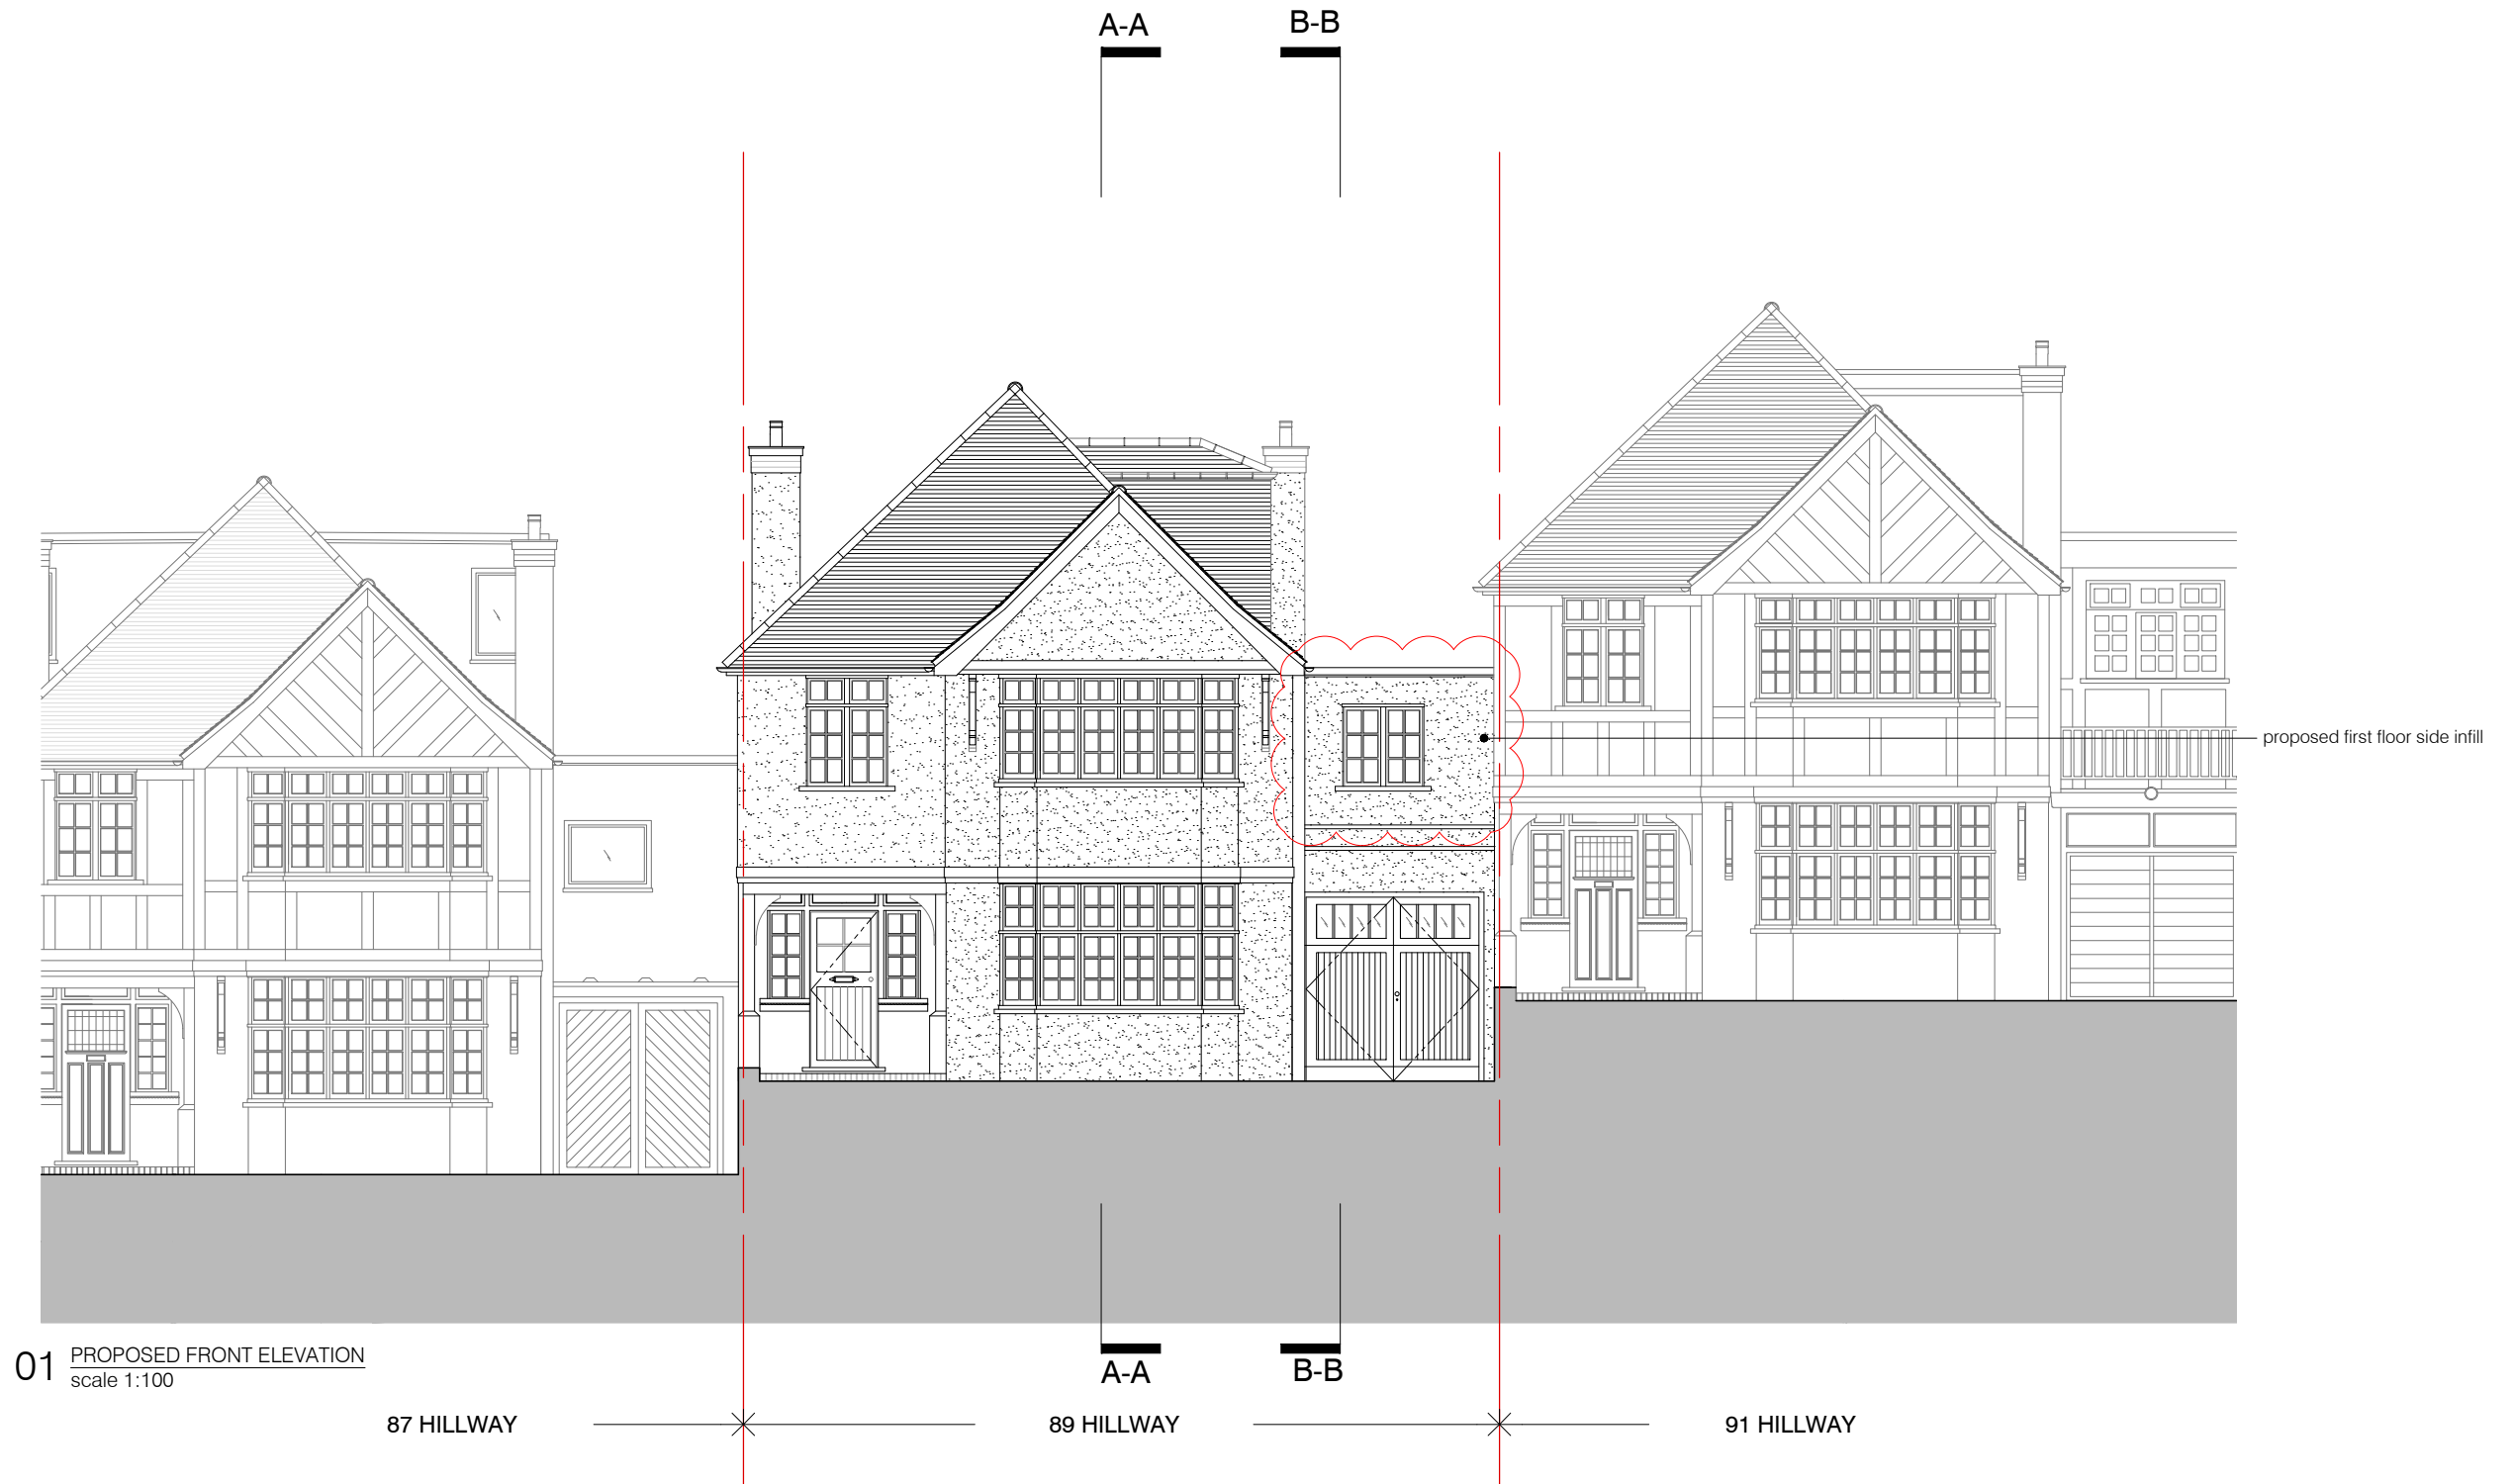 A-A
B-B
proposed first floor side infill
01
PROPOSED FRONT ELEVATION
scale 1:100
A-A
B-B
87 HILLWAY
89 HILLWAY
91 HILLWAY